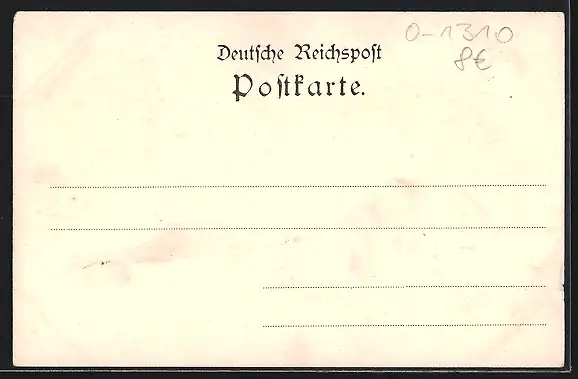 0-1310
8€
Deutsche Reichspost
Postkarte.